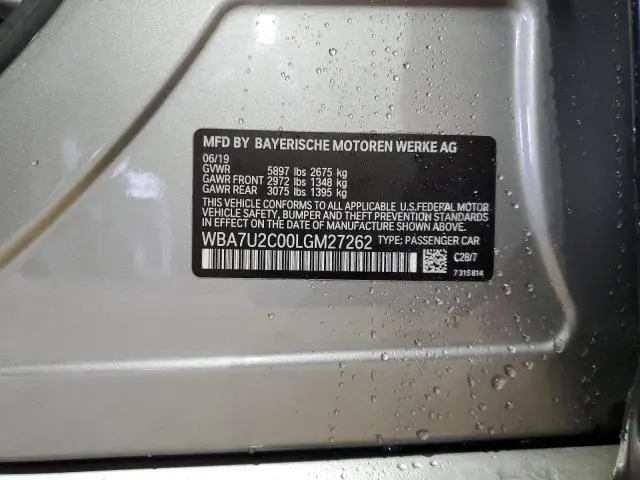 MFD BY BAYERISCHE MOTOREN WERKE AG
06/19
GVWR 5897 lbs 2675 kg
GAWR FRONT 2972 lbs 1348 kg
GAWR REAR 3075 lbs 1395 kg
THIS VEHICLE CONFORMS TO ALL APPLICABLE U.S.FEDERAL MOTOR
VEHICLE SAFETY, BUMPER AND THEFT PREVENTION STANDARDS
IN EFFECT ON THE DATE OF MANUFACTURE SHOWN ABOVE.
WBA7U2C00LGM27262 TYPE: PASSENGER CAR
C28/7
7315814